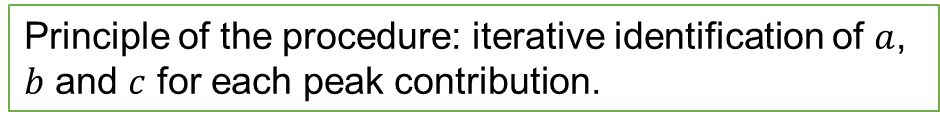 Principle of the procedure: iterative identification of a,
b and c for each peak contribution.